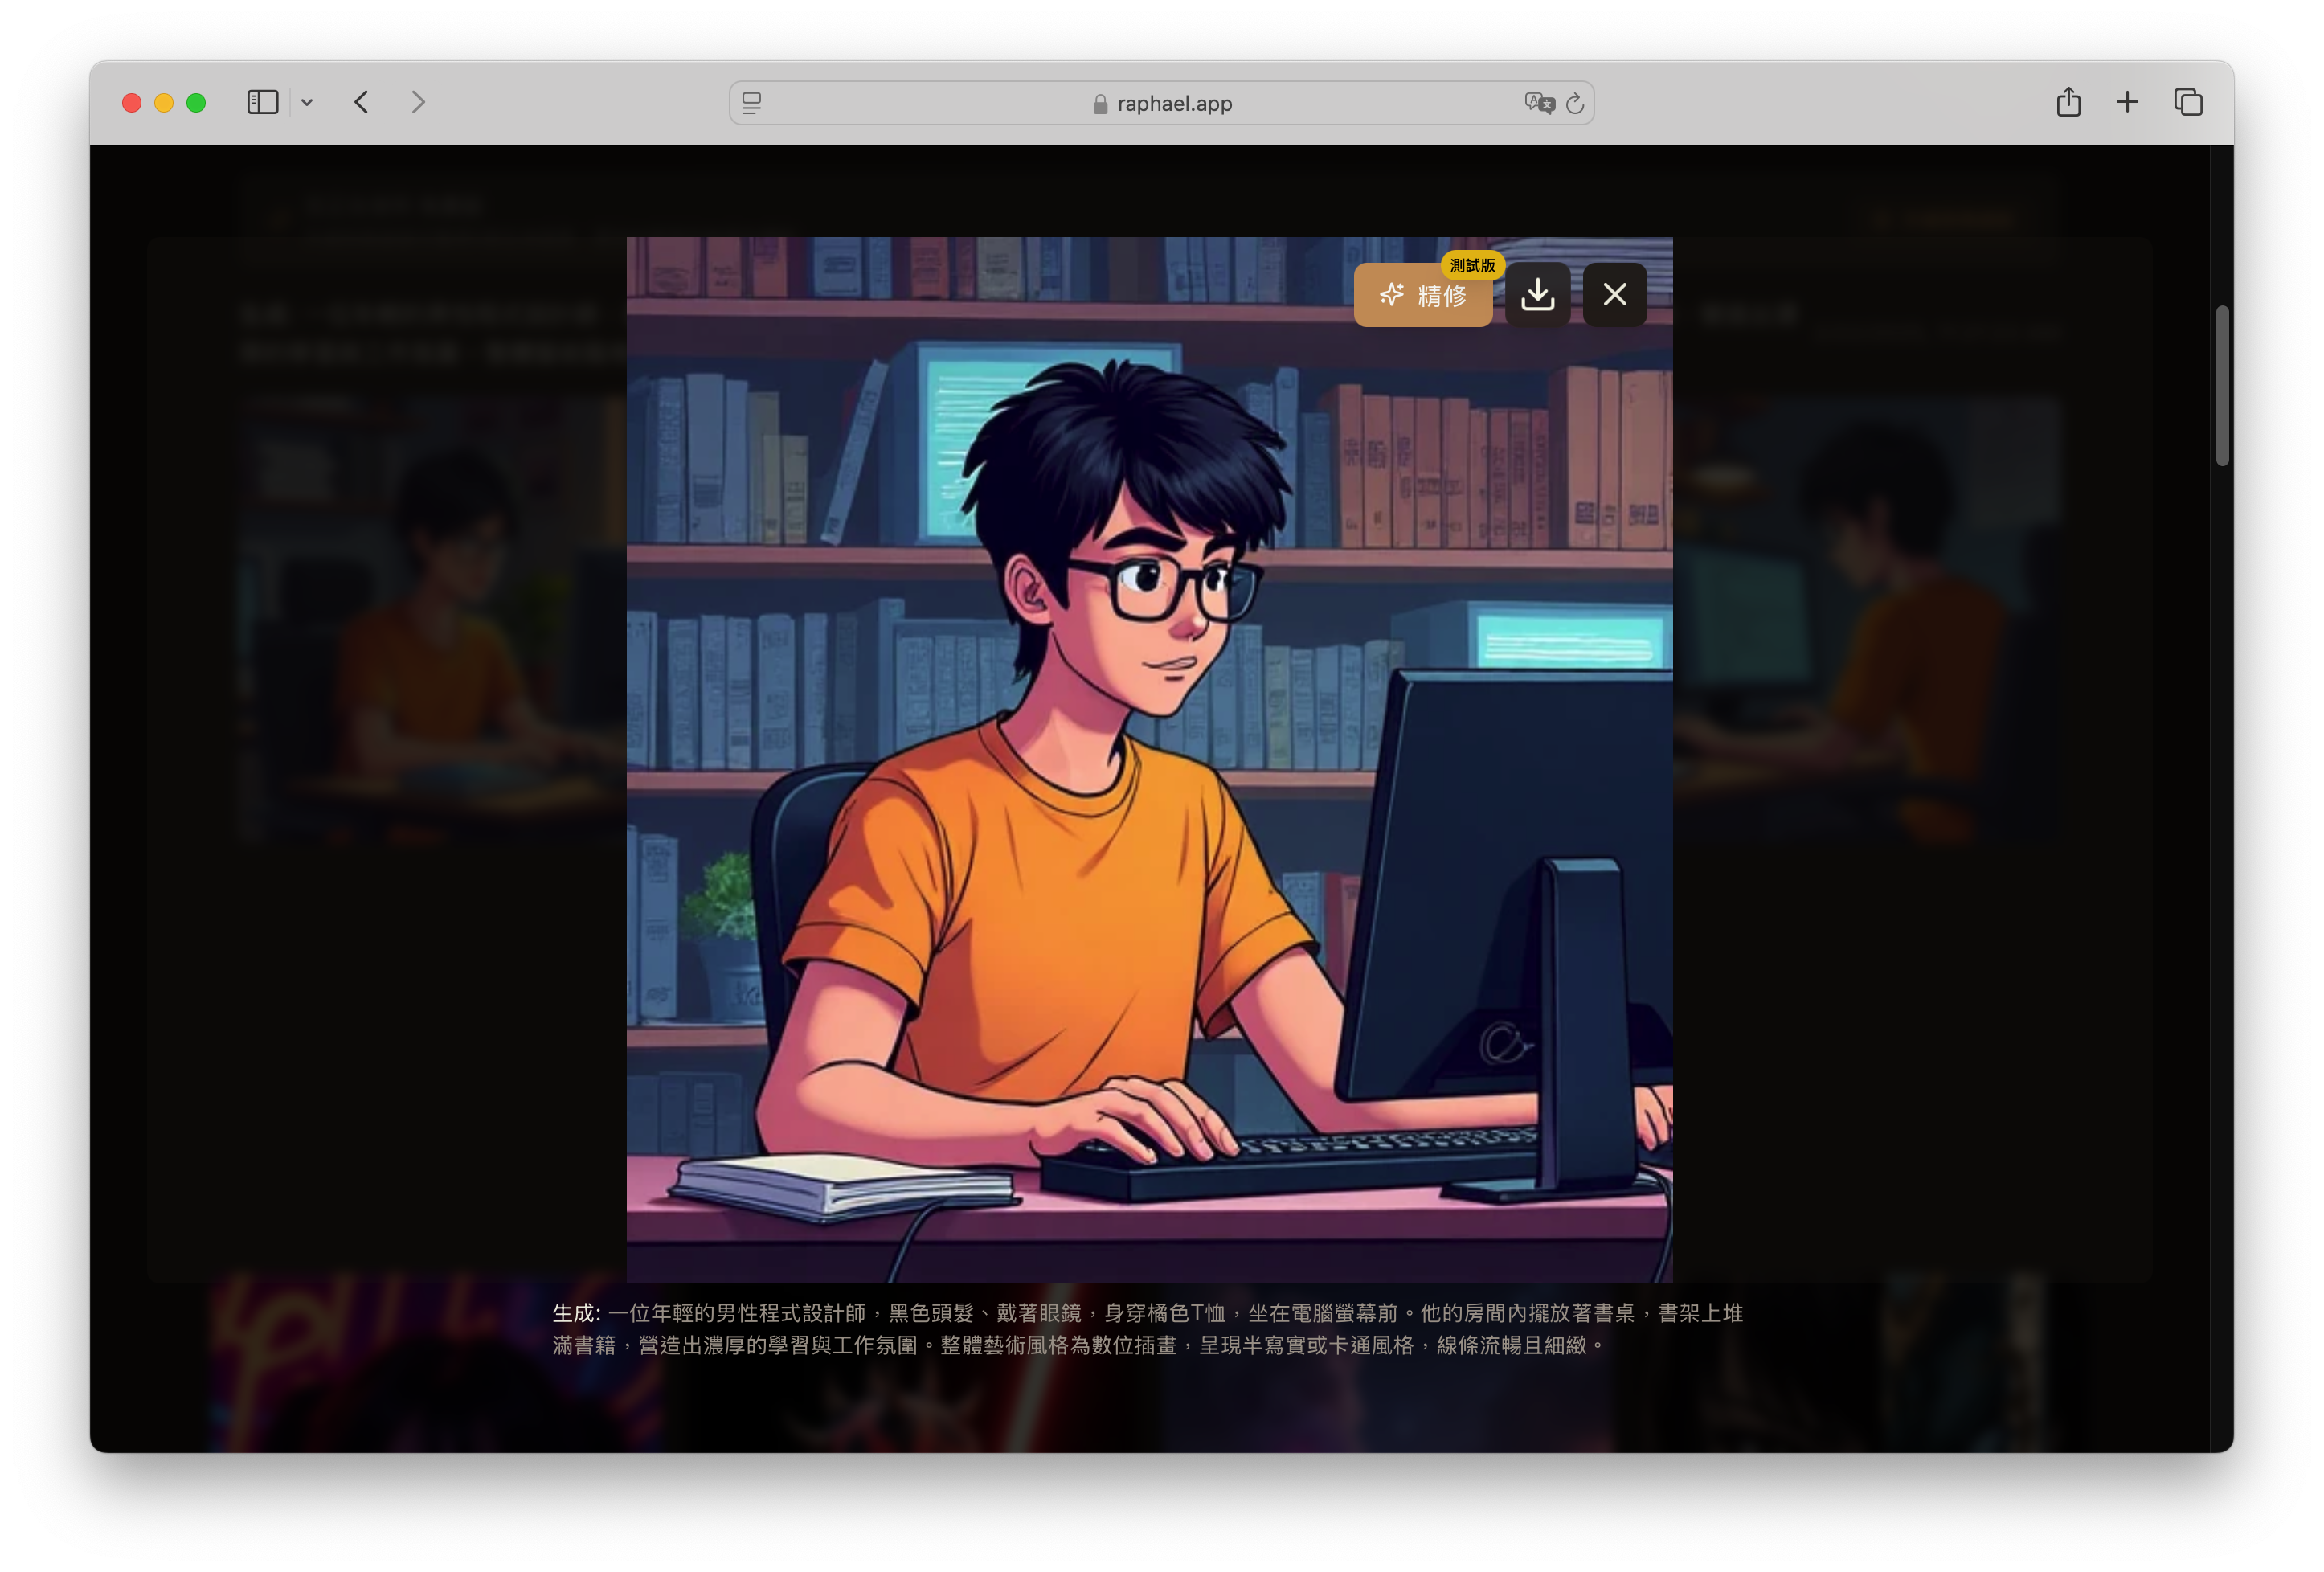 raphael.app
測試版
精修
生成: 一位年輕的男性程式設計師，黑色頭髮、戴著眼鏡，身穿橘色T恤，坐在電腦螢幕前。他的房間內擺放著書桌，書架上堆
滿書籍，營造出濃厚的學習與工作氛圍。整體藝術風格為數位插畫，呈現半寫實或卡通風格，線條流暢且細緻。